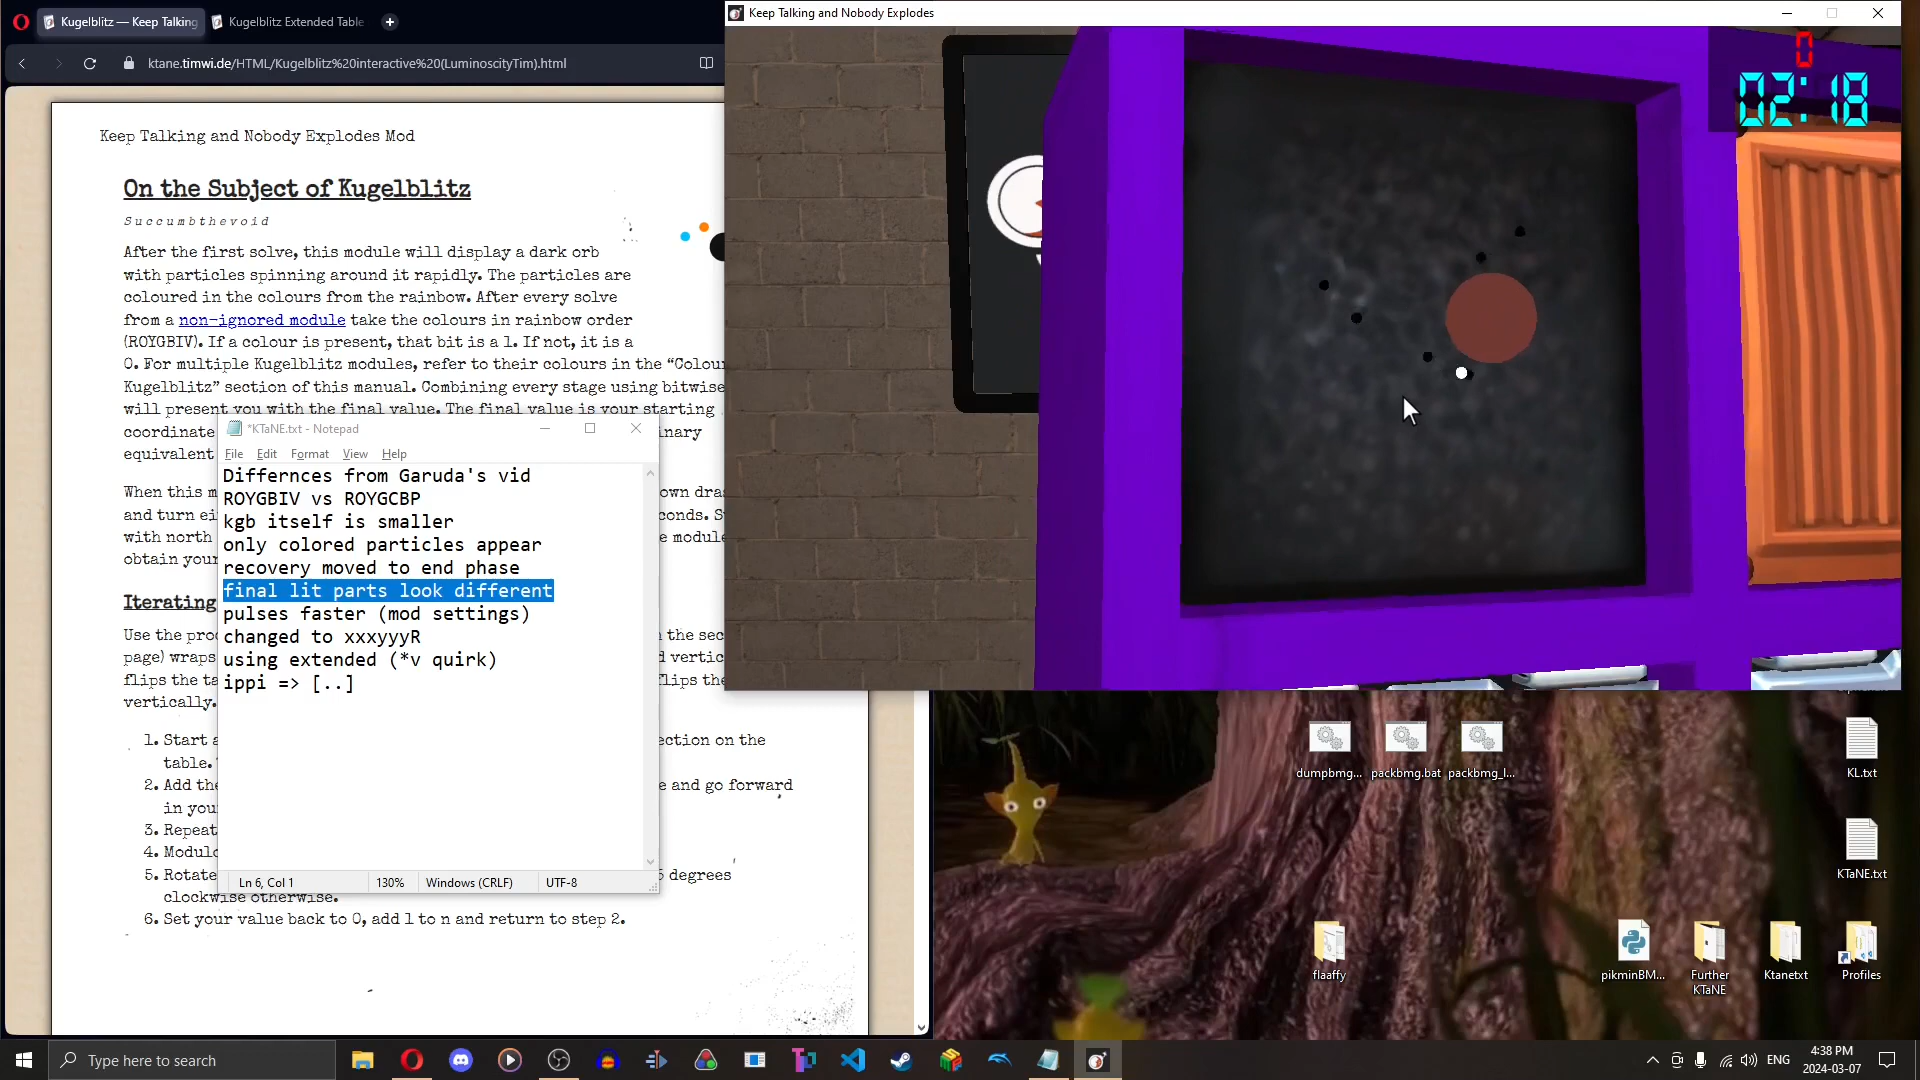 Kugelblitz — Keep Talking
Kugelblitz Extended Table
ktane.timwi.de/HTML/Kugelblitz%20interactive%20(LuminoscityTim).html
Keep Talking and Nobody Explodes
0
02:18
Keep Talking and Nobody Explodes Mod
On the Subject of Kugelblitz
Succumbthevoid
After the first solve, this module will display a dark orb
with particles spinning around it rapidly. The particles are
coloured in the colours from the rainbow. After every solve
from a non-ignored module take the colours in rainbow order
(ROYGBIV). If a colour is present, that bit is a 1. If not, it is a
0. For multiple Kugelblitz modules, refer to their colours in the “Colou
Kugelblitz” section of this manual. Combining every stage using bitwise
will present you with the final value. The final value is your starting
coordinate
nary
equivalent
When this m
own dra
and turn ei
conds. S
with north
e module
obtain your
*KTaNE.txt - Notepad
File Edit Format View Help
Differnces from Garuda's vid
ROYGBIV vs ROYGCBP
kgb itself is smaller
only colored particles appear
recovery moved to end phase
final lit parts look different
pulses faster (mod settings)
changed to xxxyyyR
using extended (*v quirk)
ippi => [..]
Ln 6, Col 1 130% Windows (CRLF) UTF-8
Iterating
Use the pro
n the sec
page) wraps
d vertic
flips the ta
flips the
vertically.
1. Start a
ection on the
table.
2. Add the
e and go forward
in you
3. Repeat
4. Modulo
5. Rotate
5 degrees
clockwise otherwise.
6. Set your value back to 0, add 1 to n and return to step 2.
dumpbmg... packbmg.bat packbmg_l...
KL.txt
KTaNE.txt
flaaffy
pikminBM... Further KTaNE Ktanetxt Profiles
Type here to search
ENG
4:38 PM
2024-03-07